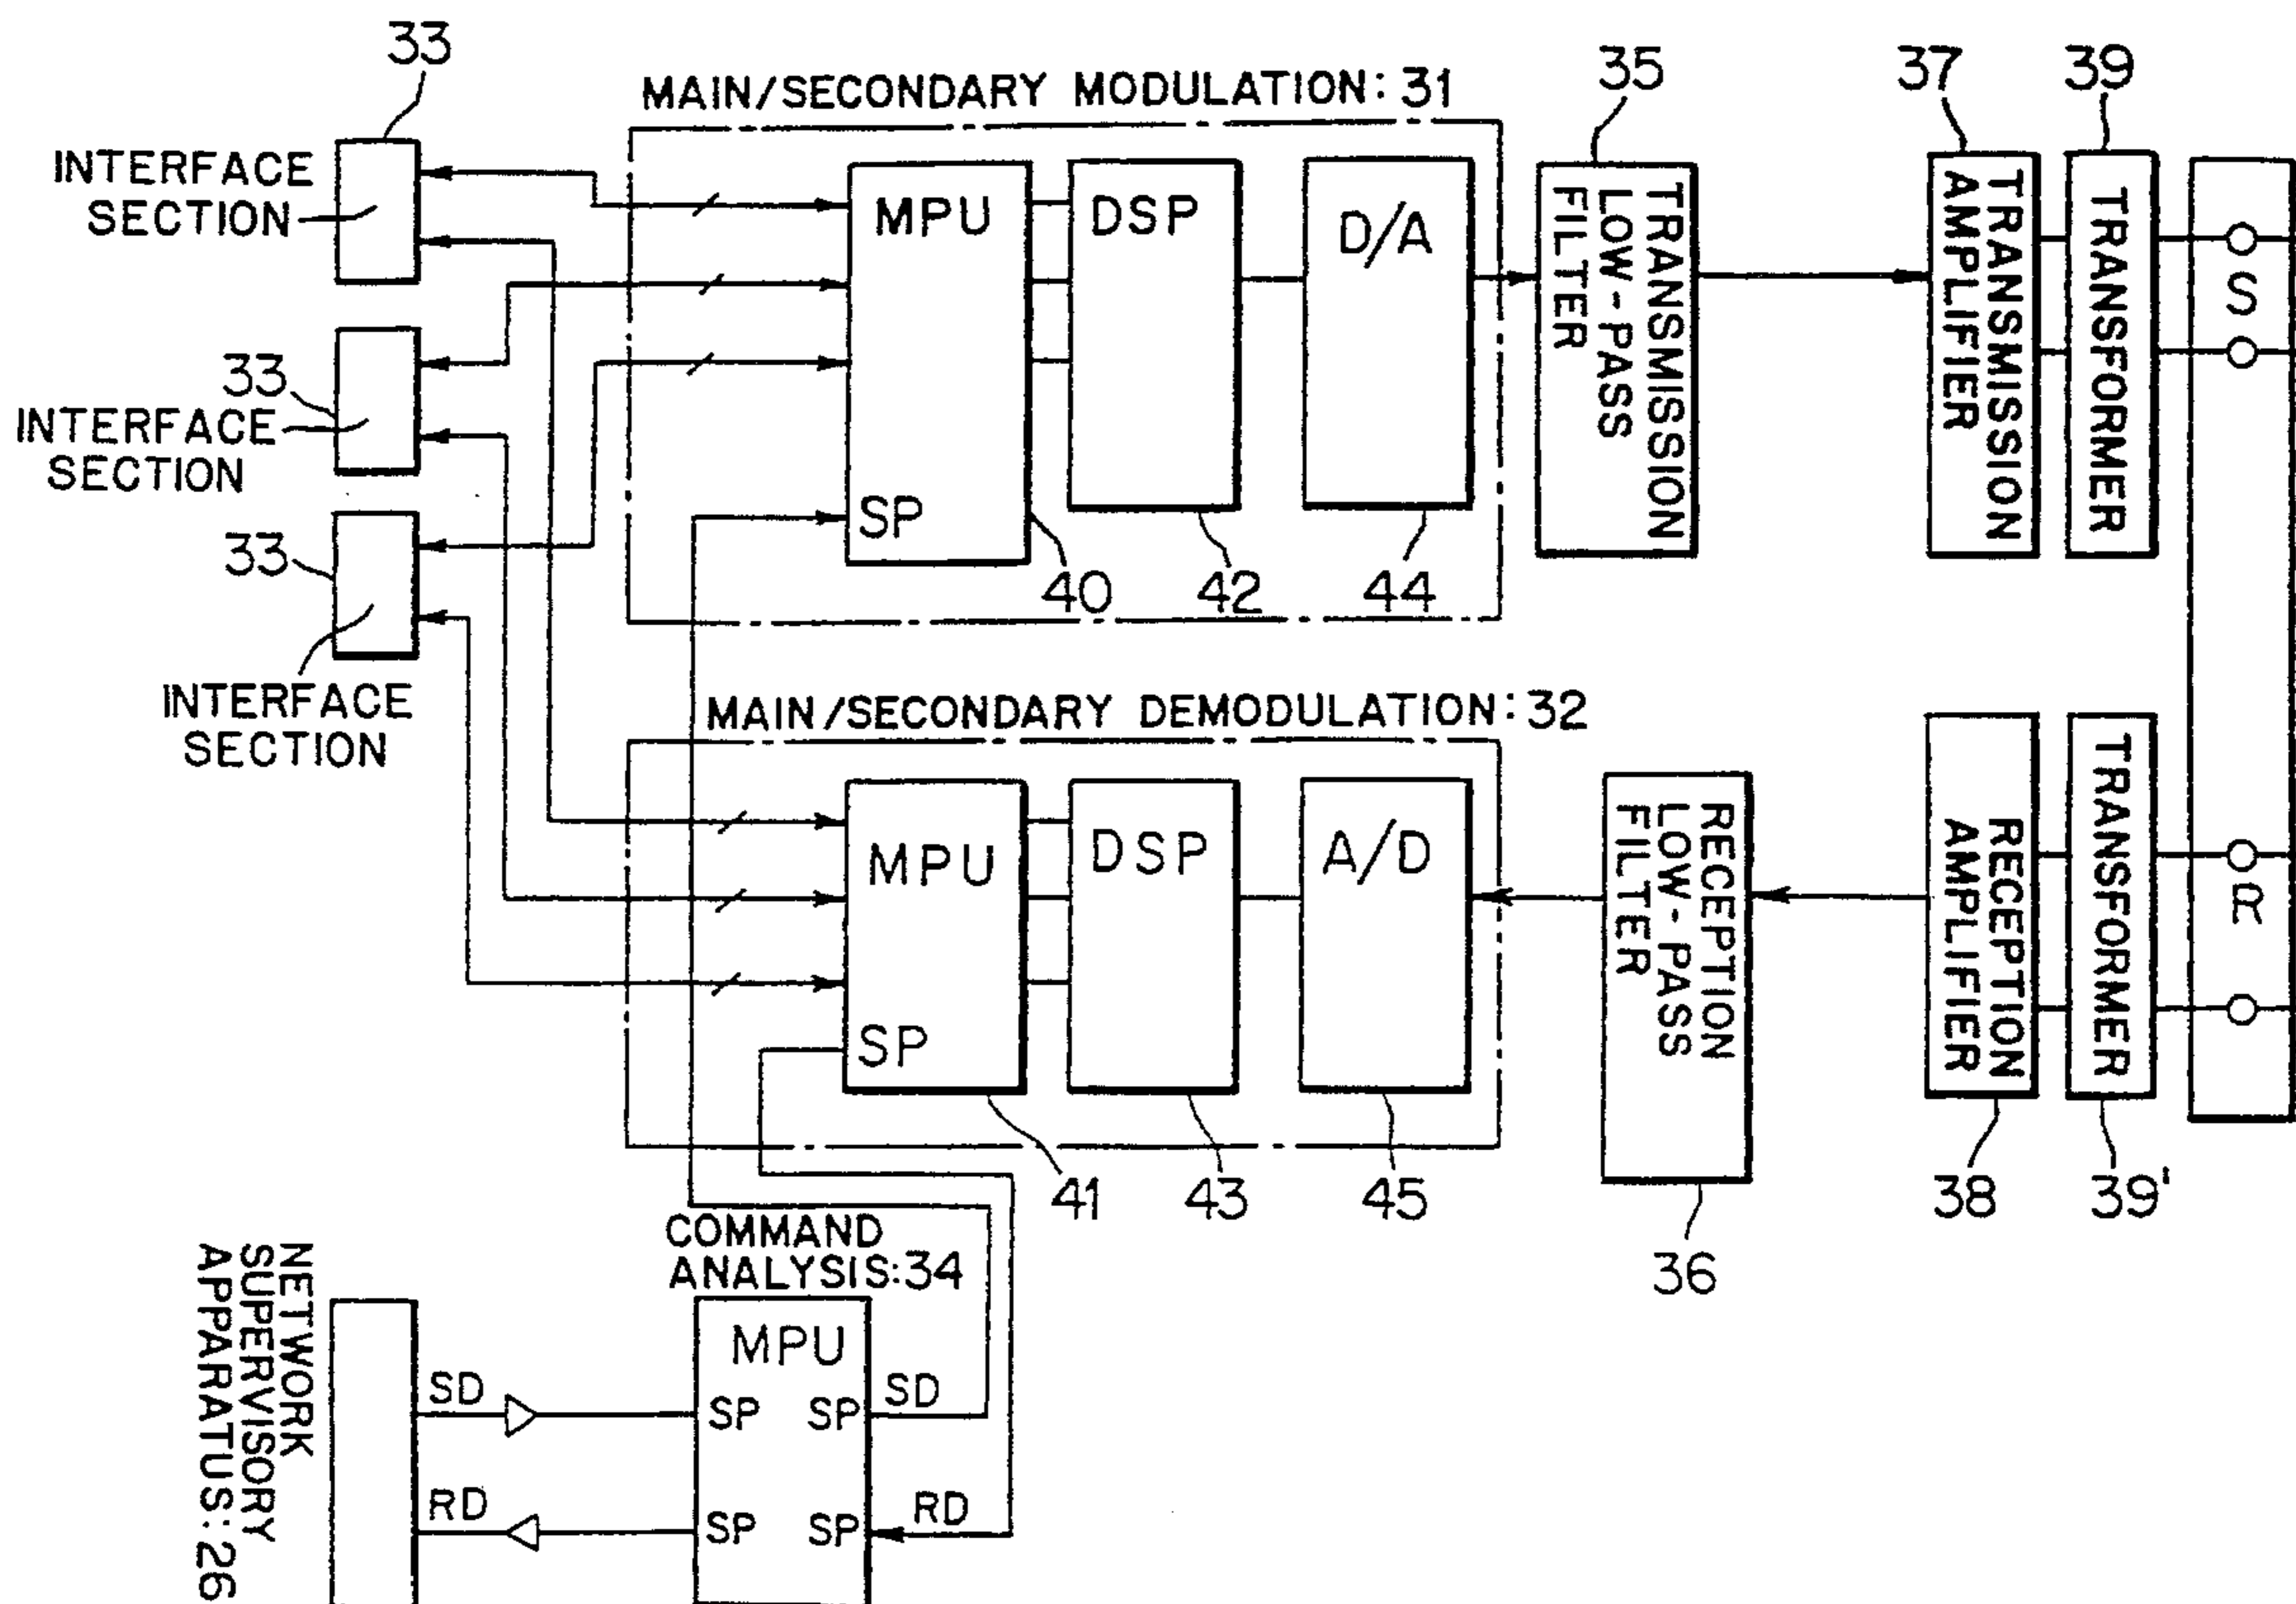 33
35
37
39
MAIN/SECONDARY MODULATION: 31
INTERFACE
SECTION
MPU
DSP
D/A
TRANSMISSION
LOW-PASS
FILTER
TRANSMISSION
AMPLIFIER
TRANSFORMER
S
33
INTERFACE
SECTION
SP
33
40
42
44
INTERFACE
SECTION
MAIN/SECONDARY DEMODULATION: 32
MPU
DSP
A/D
RECEPTION
LOW-PASS
FILTER
RECEPTION
AMPLIFIER
TRANSFORMER
R
SP
41
43
45
36
38
39'
COMMAND
ANALYSIS: 34
NETWORK
SUPERVISORY
APPARATUS: 26
MPU
SD
SP
SP
SD
RD
SP
SP
RD